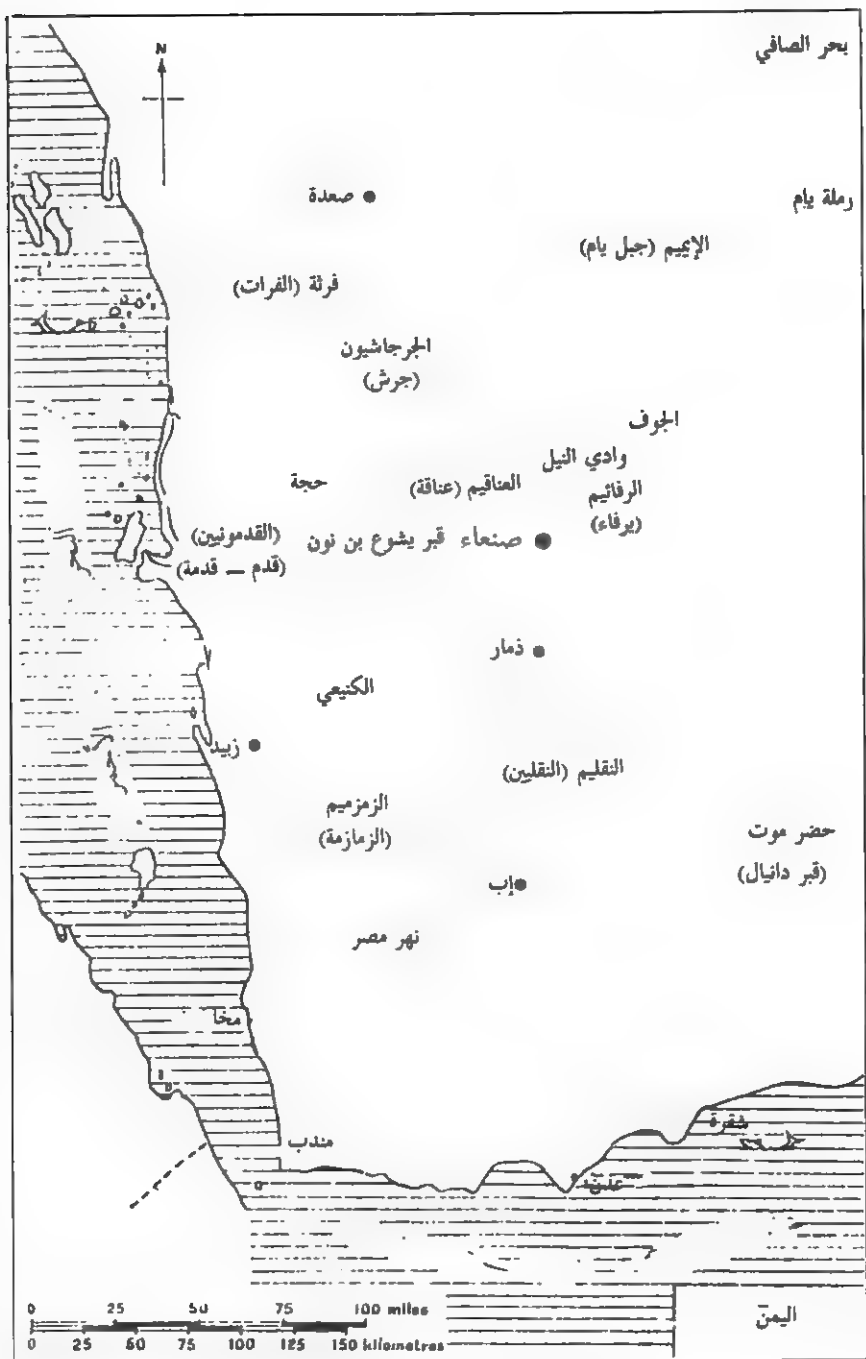 بحر الصافي
N
صعدة
رملة يام
الإيميم (جبل يام)
فرثة (الفرات)
الجرجاشيون
(جرش)
الجوف
وادي النيل
حجة
العناقيم (عناقة)
الرفائيم
(يرفاء)
(القدمونيين)
صنعاء قبر يشوع بن نون
(قدم – قدمة)
ذمار
الكنيعي
زبيد
النقليم (النقليين)
الزمزميم
(الزمازمة)
حضر موت
(قبر دانيال)
إب
نهر مصر
مخا
شقرة
مندب
عدن
0 25 50 75 100 miles
0 25 50 75 100 125 150 kilometres
اليمن